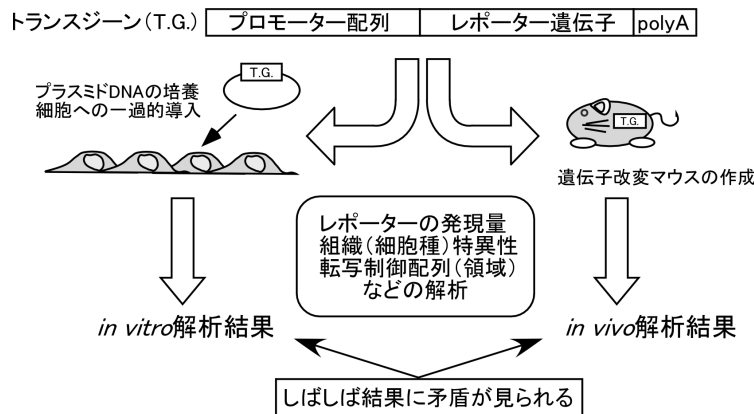 トランスジーン(T.G.) プロモーター配列 レポーター遺伝子 polyA
プラスミドDNAの培養
細胞への一過的導入
T.G.
T.G.
遺伝子改変マウスの作成
レポーターの発現量
組織(細胞種)特異性
転写制御配列(領域)
などの解析
in vitro解析結果
in vivo解析結果
しばしば結果に矛盾が見られる